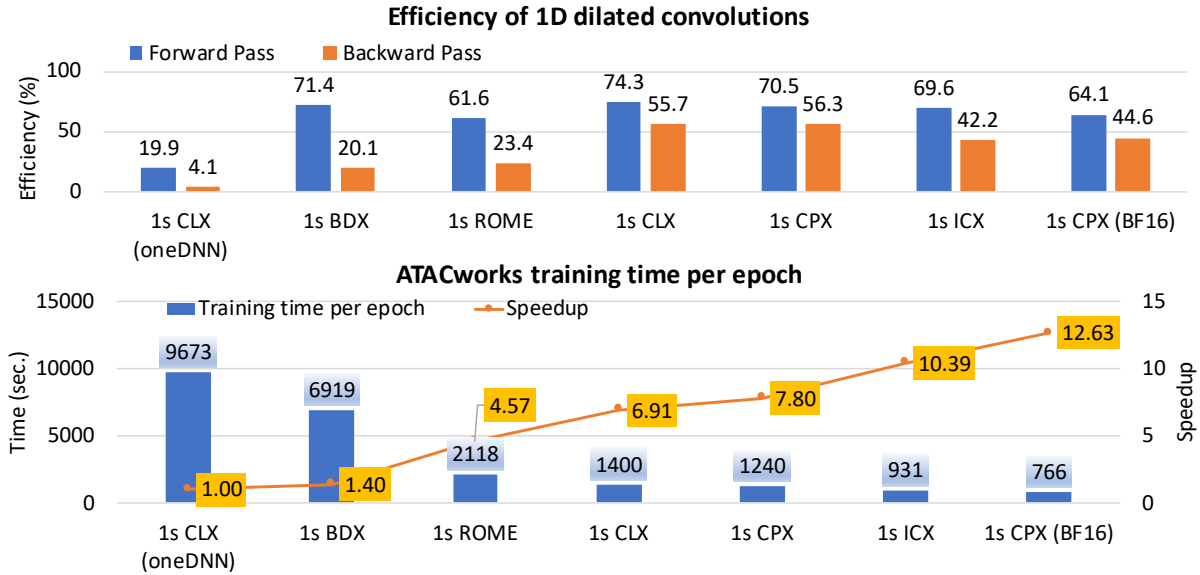 Efficiency of 1D dilated convolutions
Forward Pass Backward Pass
Efficiency (%)
100
50
0
19.9 4.1
71.4 20.1
61.6 23.4
74.3 55.7
70.5 56.3
69.6 42.2
64.1 44.6
1s CLX
(oneDNN)
1s BDX
1s ROME
1s CLX
1s CPX
1s ICX
1s CPX (BF16)
ATACworks training time per epoch
Training time per epoch Speedup
Time (sec.)
15000
10000
5000
0
9673
6919
2118
1400
1240
931
766
1.00
1.40
4.57
6.91
7.80
10.39
12.63
15
10
5
0
Speedup
1s CLX
(oneDNN)
1s BDX
1s ROME
1s CLX
1s CPX
1s ICX
1s CPX (BF16)